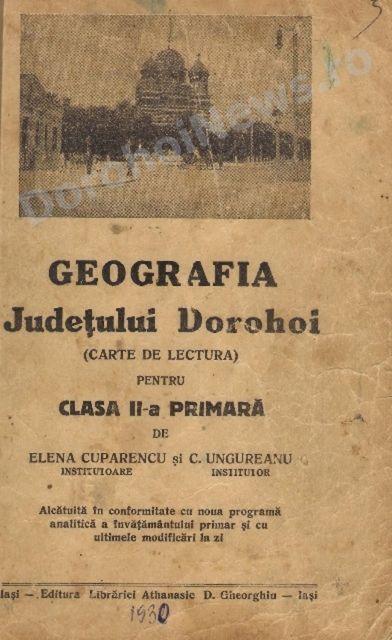 3
DorohoiNews.ro
GEOGRAFIA
Județului Dorohoi
(CARTE DE LECTURA)
PENTRU
CLASA II-a PRIMARĂ
DE
ELENA CUPARENCU și C. UNGUREANU
INSTITUTOARE INSTITUTOR
Alcătuită în conformitate cu noua programă
analitică a învățământului primar și cu
ultimele modificări la zi
Iași — Editura Librăriei Athanasie D. Gheorghiu — Iași
1930